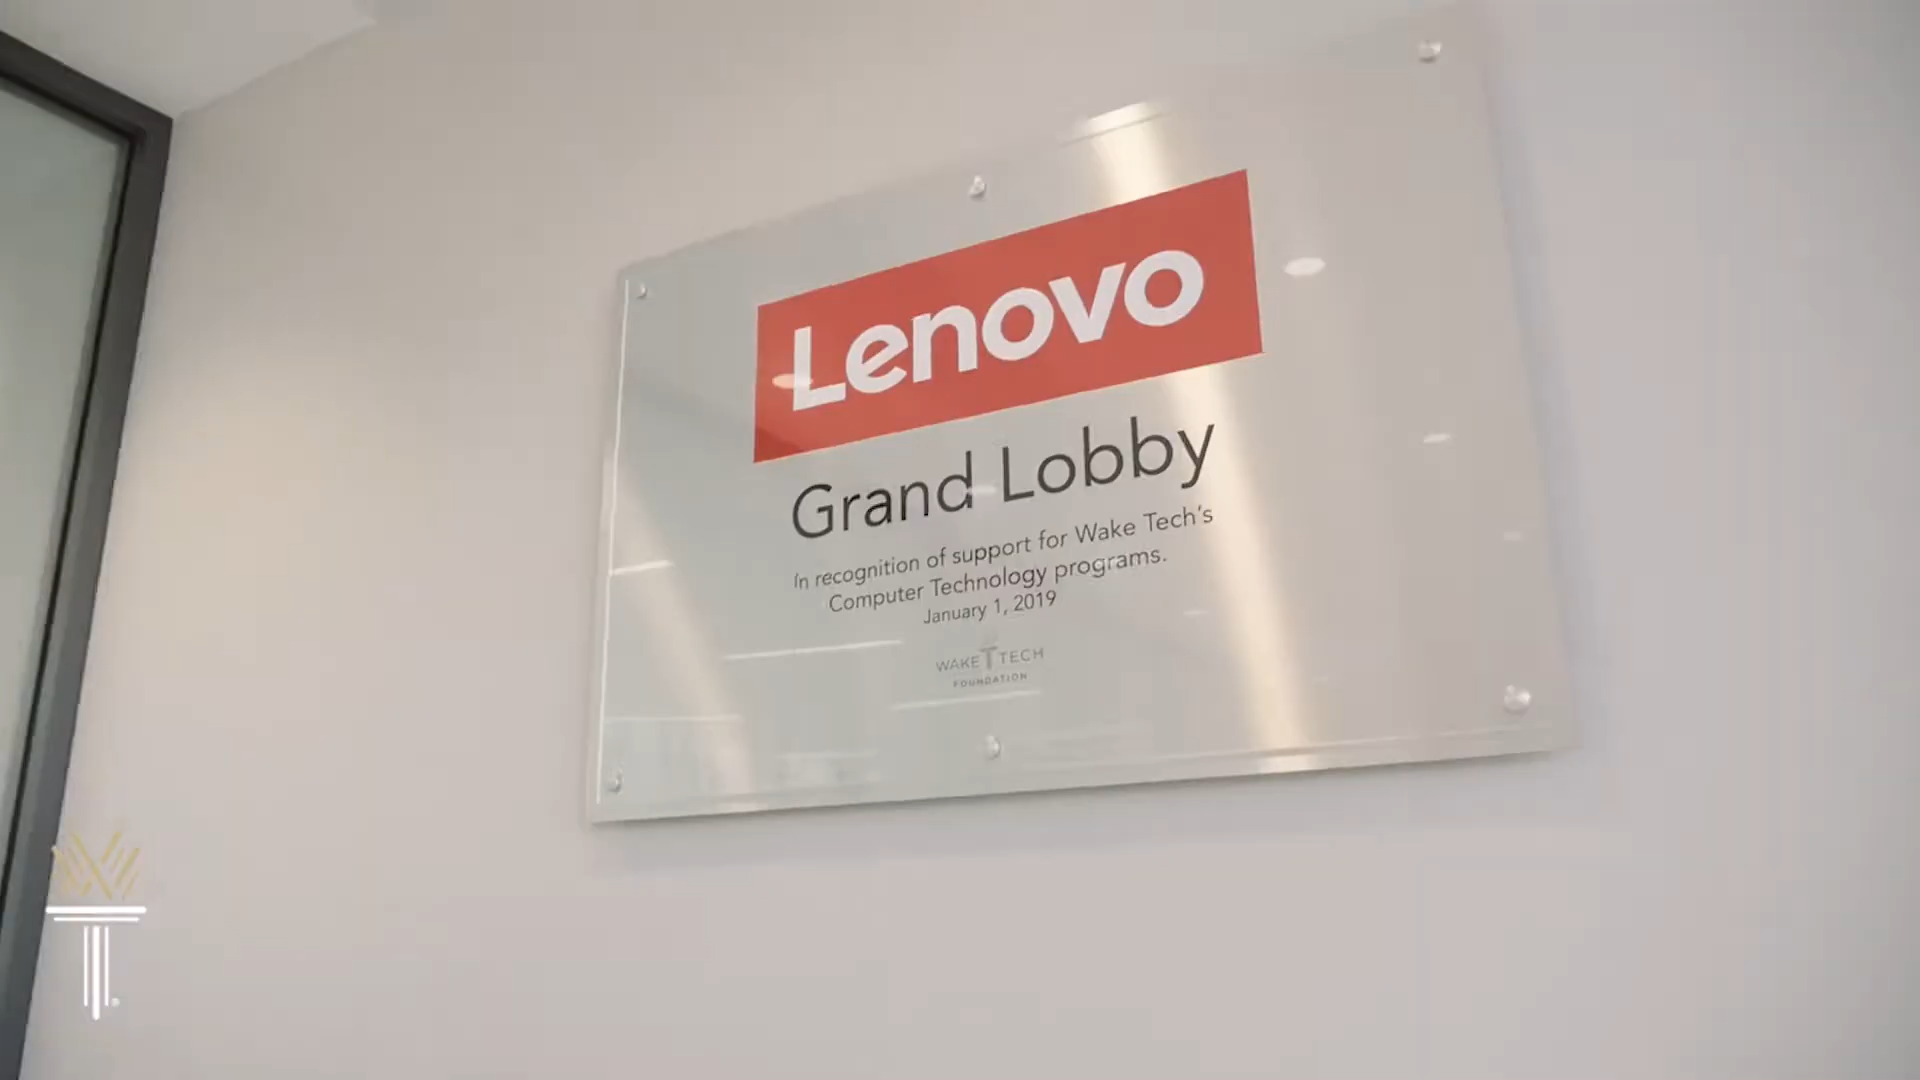 Lenovo
Grand Lobby
In recognition of support for Wake Tech's
Computer Technology programs.
January 1, 2019
WAKE T TECH
FOUNDATION